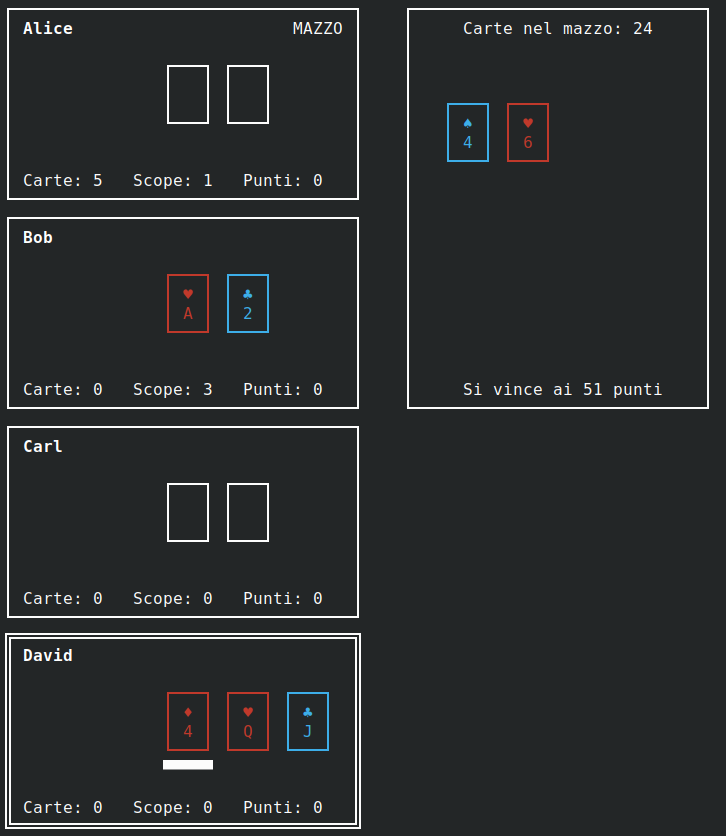 Alice MAZZO
Carte: 5 Scope: 1 Punti: 0
Bob
♥ ♣
A 2
Carte: 0 Scope: 3 Punti: 0
Carl
Carte: 0 Scope: 0 Punti: 0
David
♦ ♥ ♣
4 Q J
Carte: 0 Scope: 0 Punti: 0
Carte nel mazzo: 24
♠ ♥
4 6
Si vince ai 51 punti